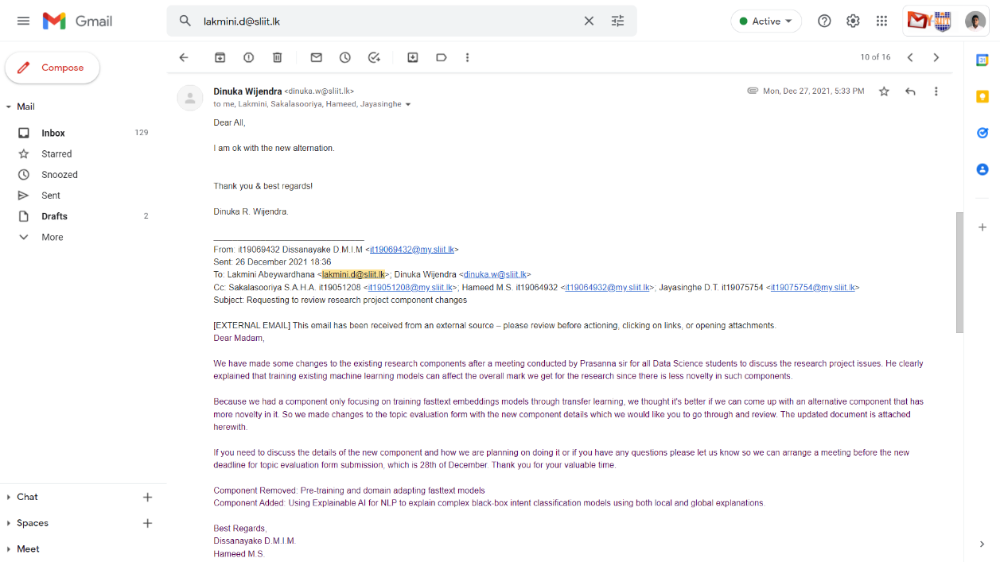 Gmail
lakmini.d@sliit.lk
Active
Compose
10 of 16
31
Mail
Inbox 129
Starred
Snoozed
Sent
Drafts 2
More
Dinuka Wijendra <dinuka.w@sliit.lk>
Mon, Dec 27, 2021, 5:33 PM
to me, Lakmini, Sakalasooriya, Hameed, Jayasinghe
Dear All,
I am ok with the new alternation.
Thank you & best regards!
Dinuka R. Wijendra.
From: it19069432 Dissanayake D.M.I.M <it19069432@my.sliit.lk>
Sent: 26 December 2021 18:36
To: Lakmini Abeywardhana <lakmini.d@sliit.lk>; Dinuka Wijendra <dinuka.w@sliit.lk>
Cc: Sakalasooriya S.A.H.A. it19051208 <it19051208@my.sliit.lk>; Hameed M.S. it19064932 <it19064932@my.sliit.lk>; Jayasinghe D.T. it19075754 <it19075754@my.sliit.lk>
Subject: Requesting to review research project component changes
[EXTERNAL EMAIL] This email has been received from an external source – please review before actioning, clicking on links, or opening attachments.
Dear Madam,
We have made some changes to the existing research components after a meeting conducted by Prasanna sir for all Data Science students to discuss the research project issues. He clearly
explained that training existing machine learning models can affect the overall mark we get for the research since there is less novelty in such components.
Because we had a component only focusing on training fasttext embeddings models through transfer learning, we thought it's better if we can come up with an alternative component that has
more novelty in it. So we made changes to the topic evaluation form with the new component details which we would like you to go through and review. The updated document is attached
herewith.
If you need to discuss the details of the new component and how we are planning on doing it or if you have any questions please let us know so we can arrange a meeting before the new
deadline for topic evaluation form submission, which is 28th of December. Thank you for your valuable time.
Component Removed: Pre-training and domain adapting fasttext models
Component Added: Using Explainable AI for NLP to explain complex black-box intent classification models using both local and global explanations.
Best Regards,
Dissanayake D.M.I.M.
Hameed M.S.
Chat
Spaces
Meet